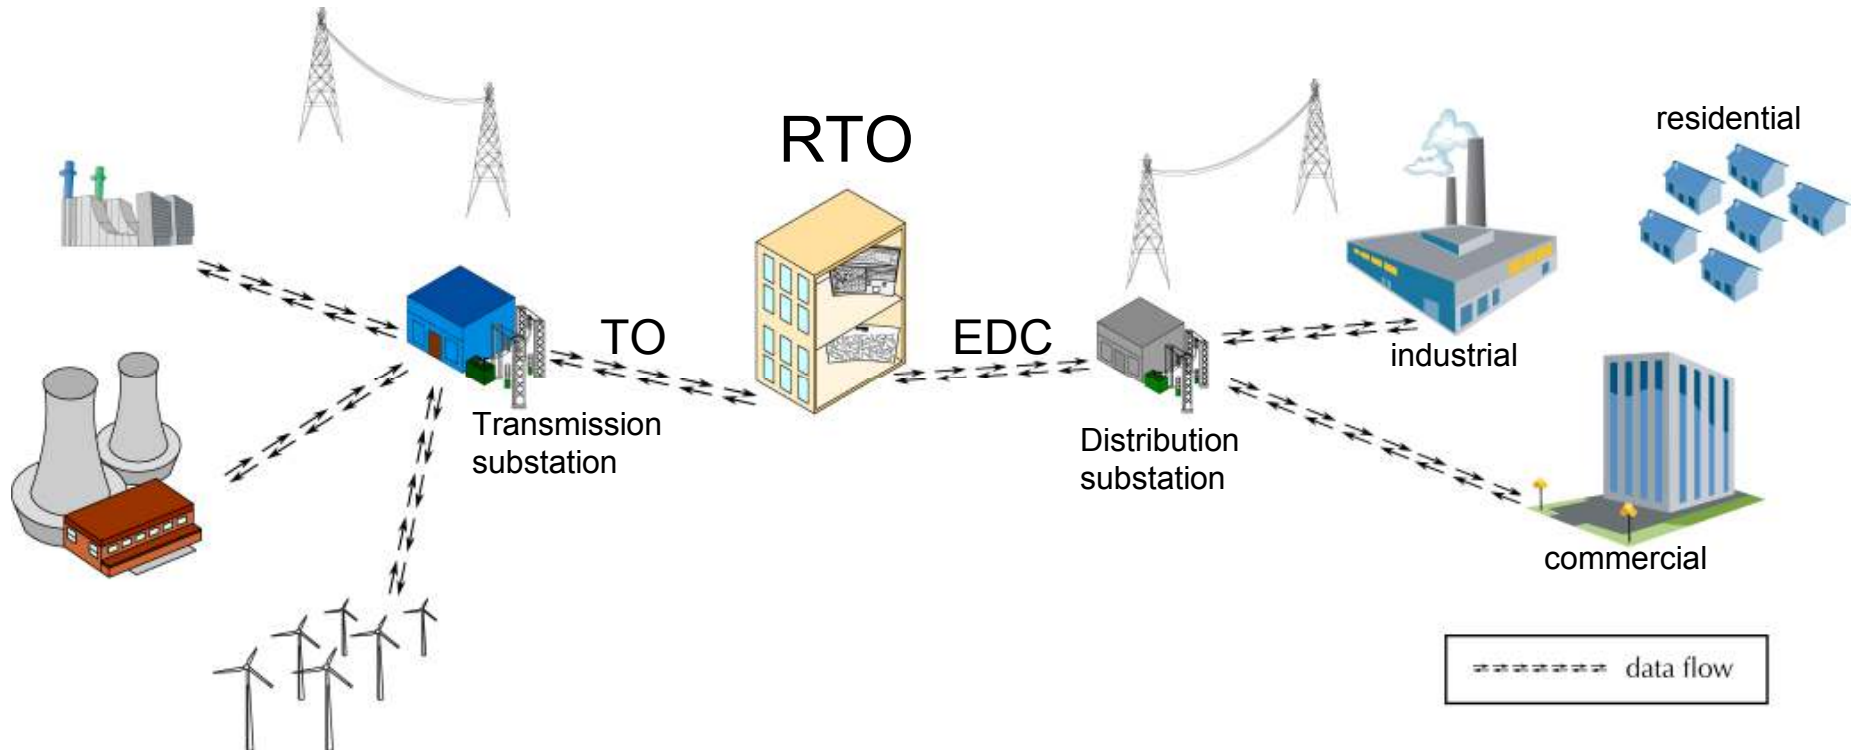 RTO
residential
TO
EDC
industrial
Transmission
substation
Distribution
substation
commercial
data flow